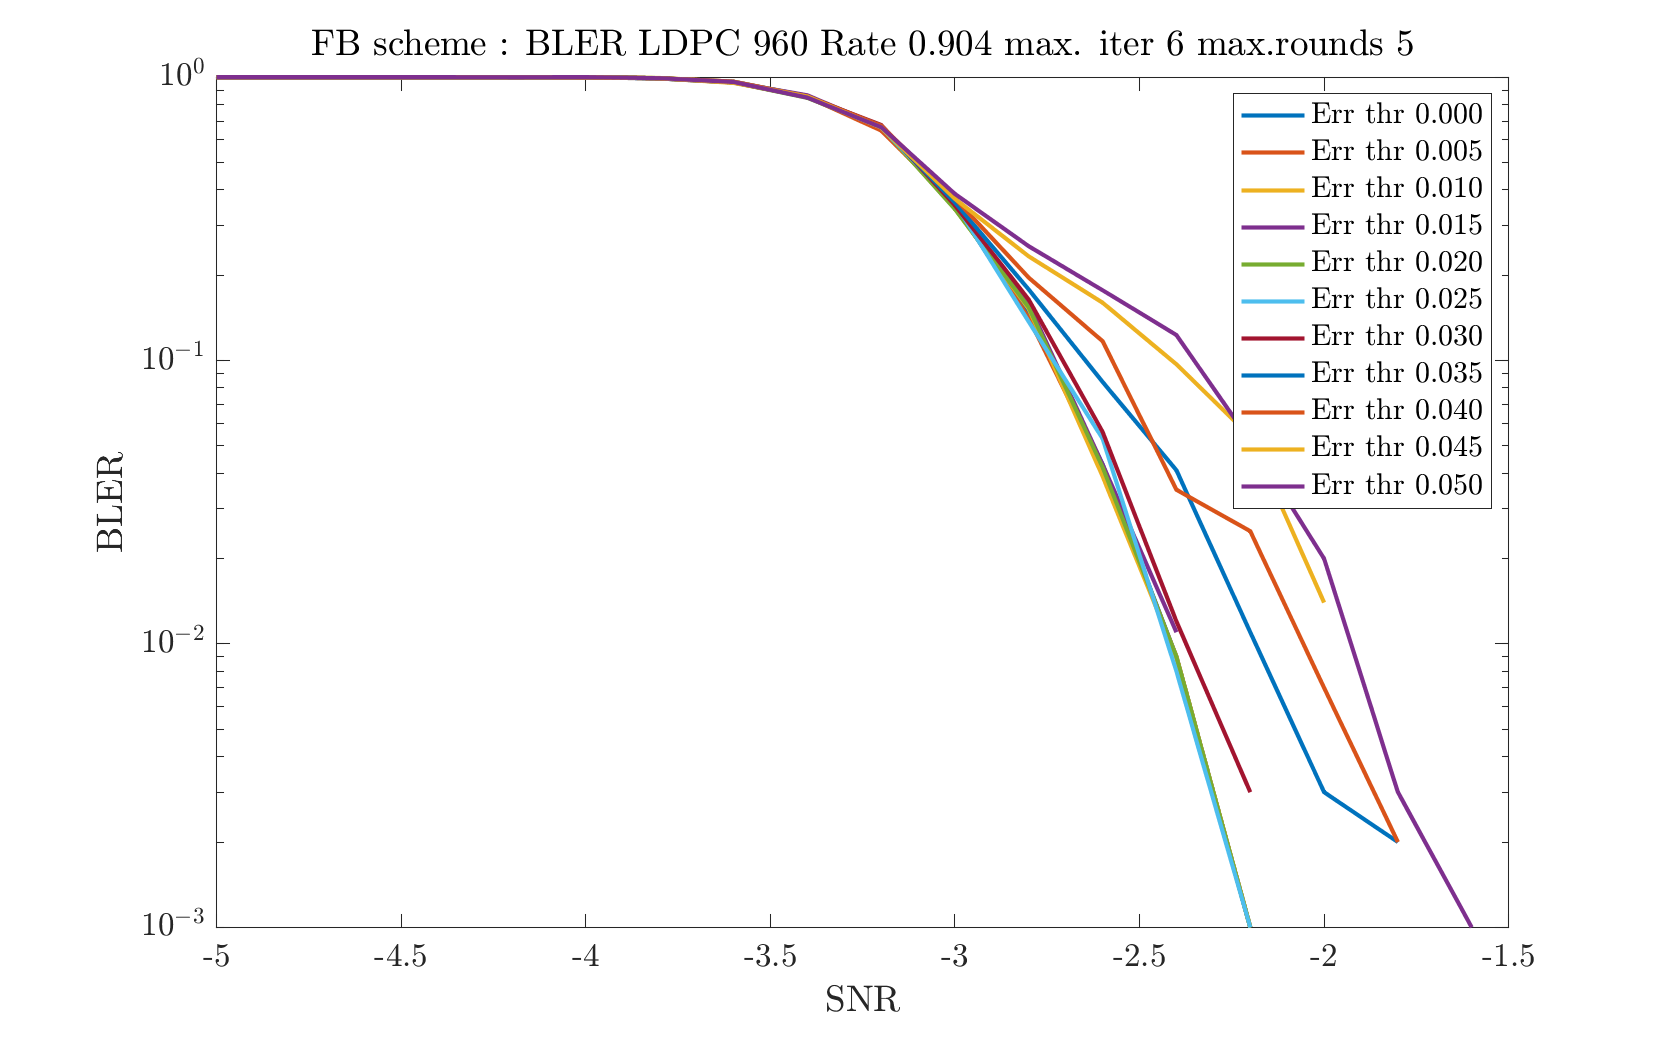 FB scheme : BLER LDPC 960 Rate 0.904 max. iter 6 max.rounds 5
10^0
10^-1
10^-2
10^-3
BLER
Err thr 0.000
Err thr 0.005
Err thr 0.010
Err thr 0.015
Err thr 0.020
Err thr 0.025
Err thr 0.030
Err thr 0.035
Err thr 0.040
Err thr 0.045
Err thr 0.050
-5 -4.5 -4 -3.5 -3 -2.5 -2 -1.5
SNR